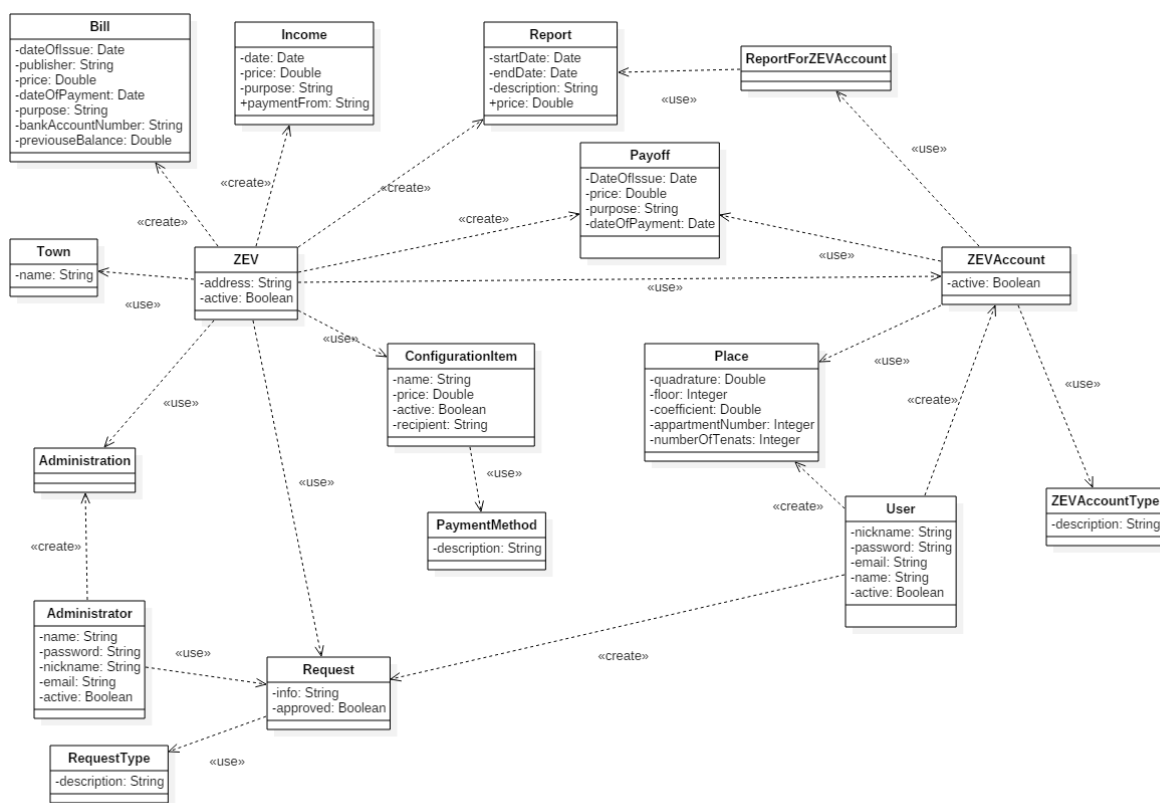 Bill
-dateOfIssue: Date
-publisher: String
-price: Double
-dateOfPayment: Date
-purpose: String
-bankAccountNumber: String
-previouseBalance: Double
Income
-date: Date
-price: Double
-purpose: String
+paymentFrom: String
Report
-startDate: Date
-endDate: Date
-description: String
+price: Double
ReportForZEVAccount
«use»
«use»
Payoff
-DateOfIssue: Date
-price: Double
-purpose: String
-dateOfPayment: Date
«create»
«create»
«create»
«create»
Town
-name: String
ZEV
-address: String
-active: Boolean
ZEVAccount
-active: Boolean
«use»
«use»
«use»
«use»
ConfigurationItem
-name: String
-price: Double
-active: Boolean
-recipient: String
Place
-quadrature: Double
-floor: Integer
-coefficient: Double
-appartmentNumber: Integer
-numberOfTenats: Integer
«use»
«use»
«create»
«use»
Administration
«use»
«use»
PaymentMethod
-description: String
«create»
User
-nickname: String
-password: String
-email: String
-name: String
-active: Boolean
ZEVAccountType
-description: String
«create»
Administrator
-name: String
-password: String
-nickname: String
-email: String
-active: Boolean
«use»
«create»
Request
-info: String
-approved: Boolean
RequestType
-description: String
«use»